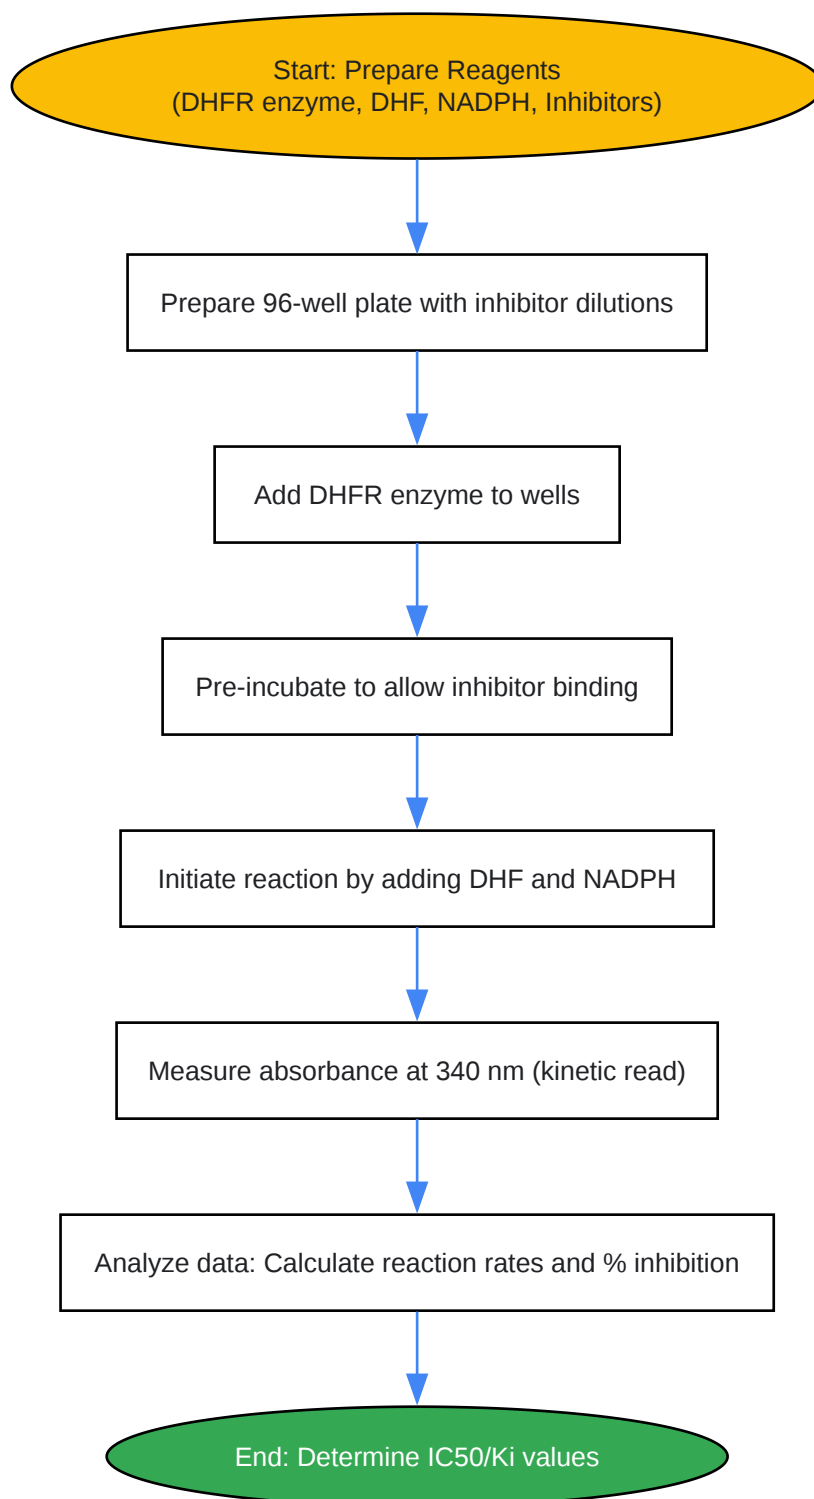 Start: Prepare Reagents
(DHFR enzyme, DHF, NADPH, Inhibitors)
Prepare 96-well plate with inhibitor dilutions
Add DHFR enzyme to wells
Pre-incubate to allow inhibitor binding
Initiate reaction by adding DHF and NADPH
Measure absorbance at 340 nm (kinetic read)
Analyze data: Calculate reaction rates and % inhibition
End: Determine IC50/Ki values